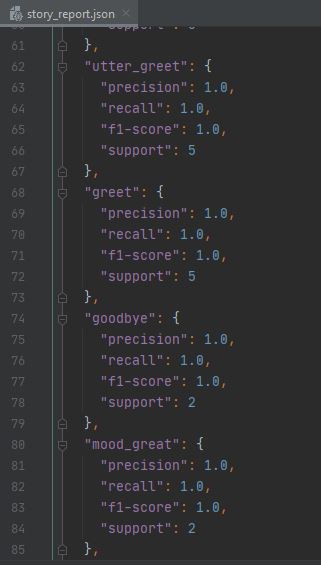 story_report.json
61 },
62 "utter_greet": {
63 "precision": 1.0,
64 "recall": 1.0,
65 "f1-score": 1.0,
66 "support": 5
67 },
68 "greet": {
69 "precision": 1.0,
70 "recall": 1.0,
71 "f1-score": 1.0,
72 "support": 5
73 },
74 "goodbye": {
75 "precision": 1.0,
76 "recall": 1.0,
77 "f1-score": 1.0,
78 "support": 2
79 },
80 "mood_great": {
81 "precision": 1.0,
82 "recall": 1.0,
83 "f1-score": 1.0,
84 "support": 2
85 },